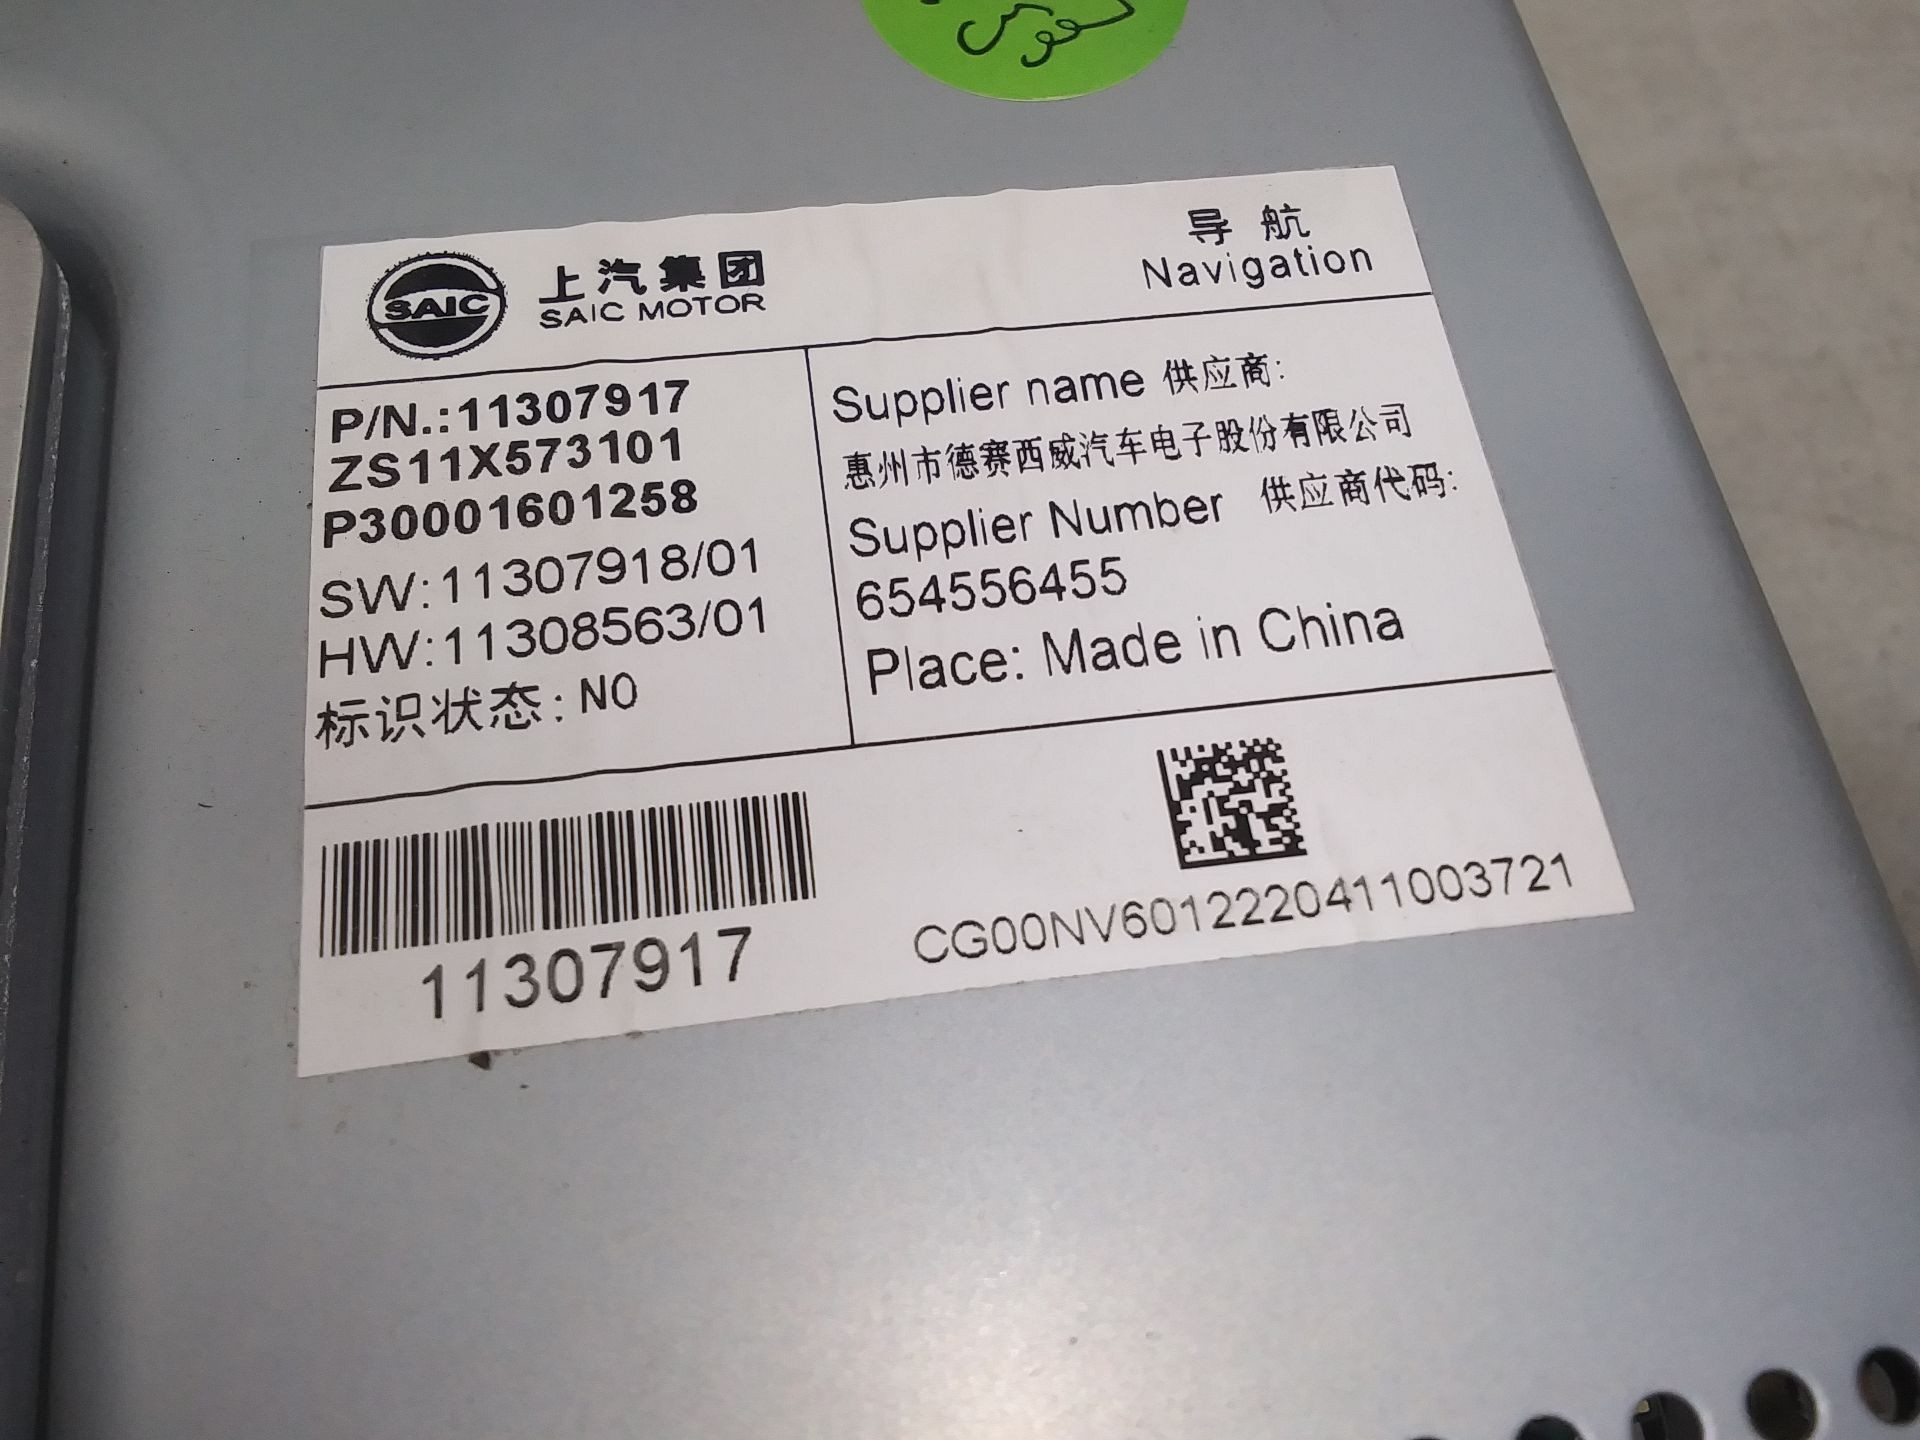 SAIC
上汽集团
SAIC MOTOR
导航
Navigation
P/N.:11307917
ZS11X573101
P30001601258
SW:11307918/01
HW:11308563/01
标识状态:NO
Supplier name 供应商:
惠州市德赛西威汽车电子股份有限公司
Supplier Number 供应商代码:
654556455
Place: Made in China
11307917
CG00NV6012220411003721